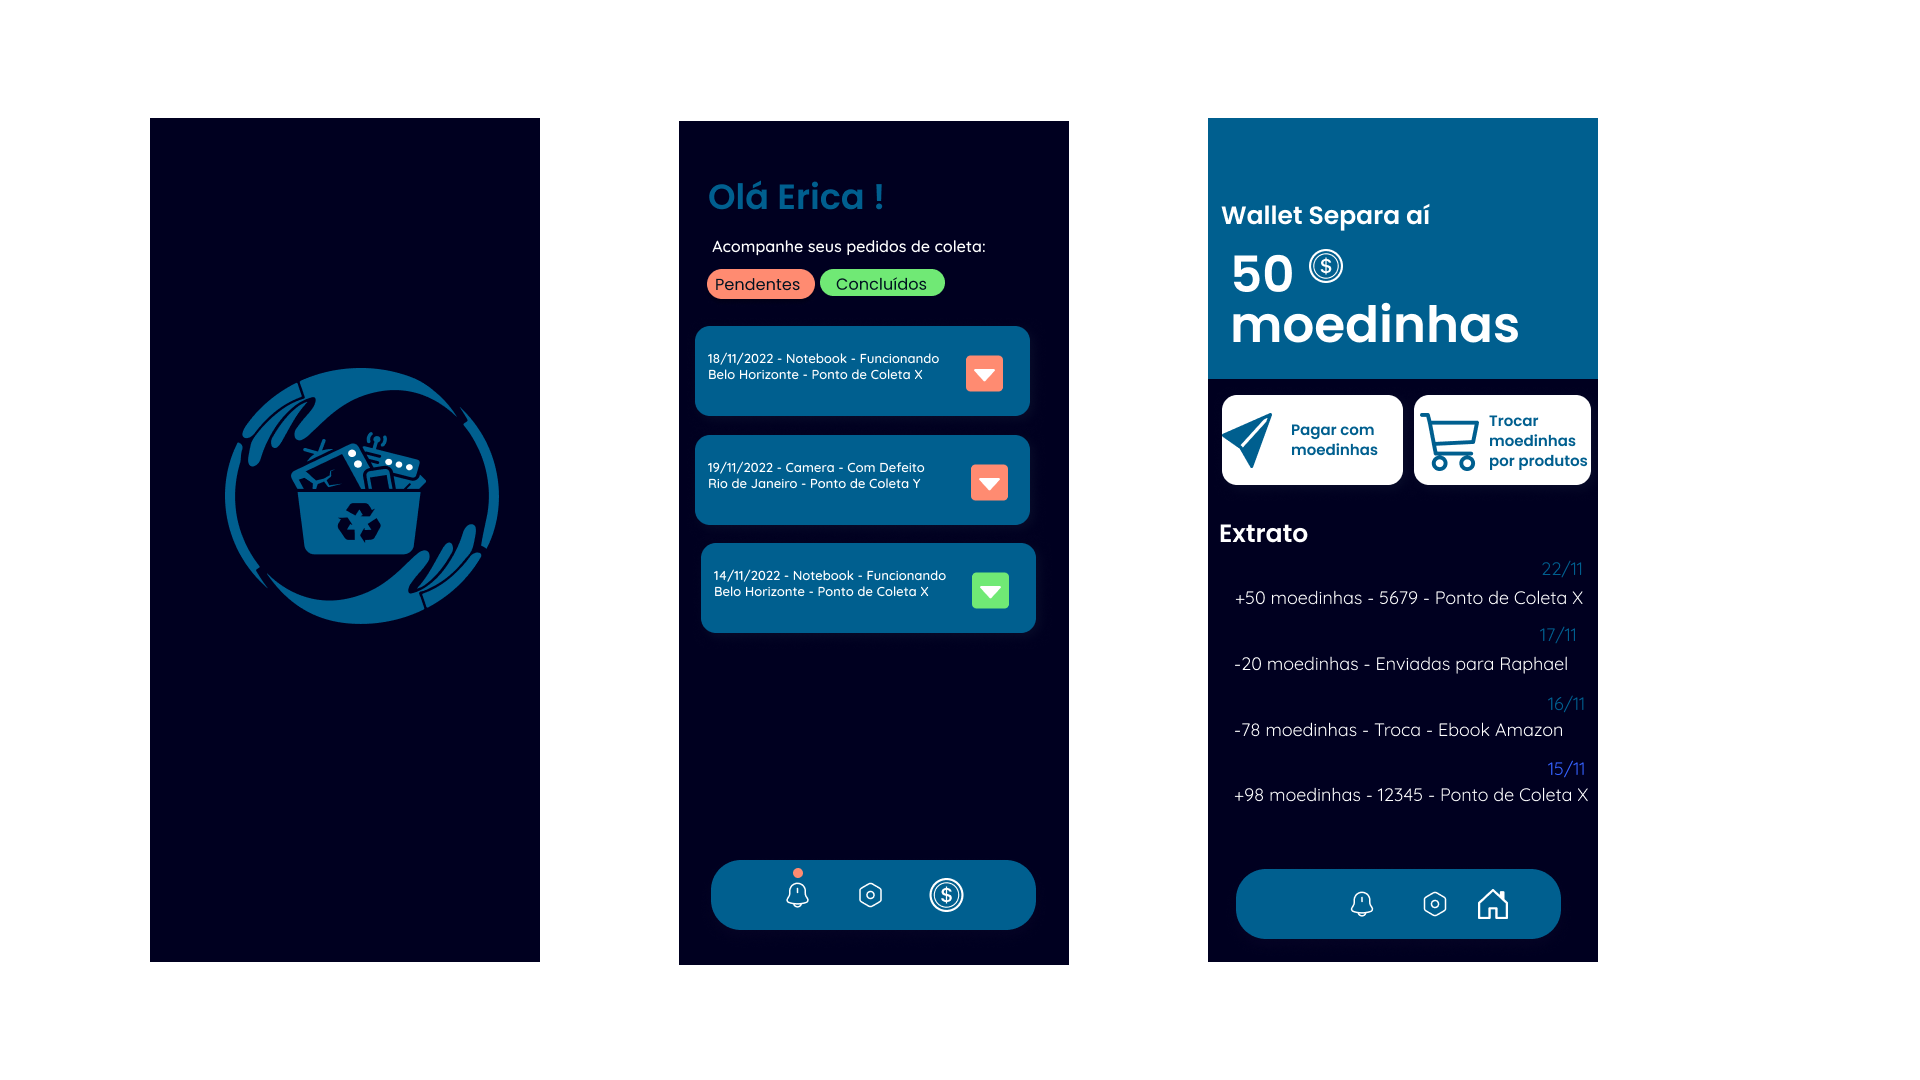 Olá Erica !
Acompanhe seus pedidos de coleta:
Pendentes
Concluídos
18/11/2022 - Notebook - Funcionando
Belo Horizonte - Ponto de Coleta X
19/11/2022 - Camera - Com Defeito
Rio de Janeiro - Ponto de Coleta Y
14/11/2022 - Notebook - Funcionando
Belo Horizonte - Ponto de Coleta X
$
Wallet Separa aí
50 $
moedinhas
Pagar com
moedinhas
Trocar
moedinhas
por produtos
Extrato
22/11
+50 moedinhas - 5679 - Ponto de Coleta X
17/11
-20 moedinhas - Enviadas para Raphael
16/11
-78 moedinhas - Troca - Ebook Amazon
15/11
+98 moedinhas - 12345 - Ponto de Coleta X